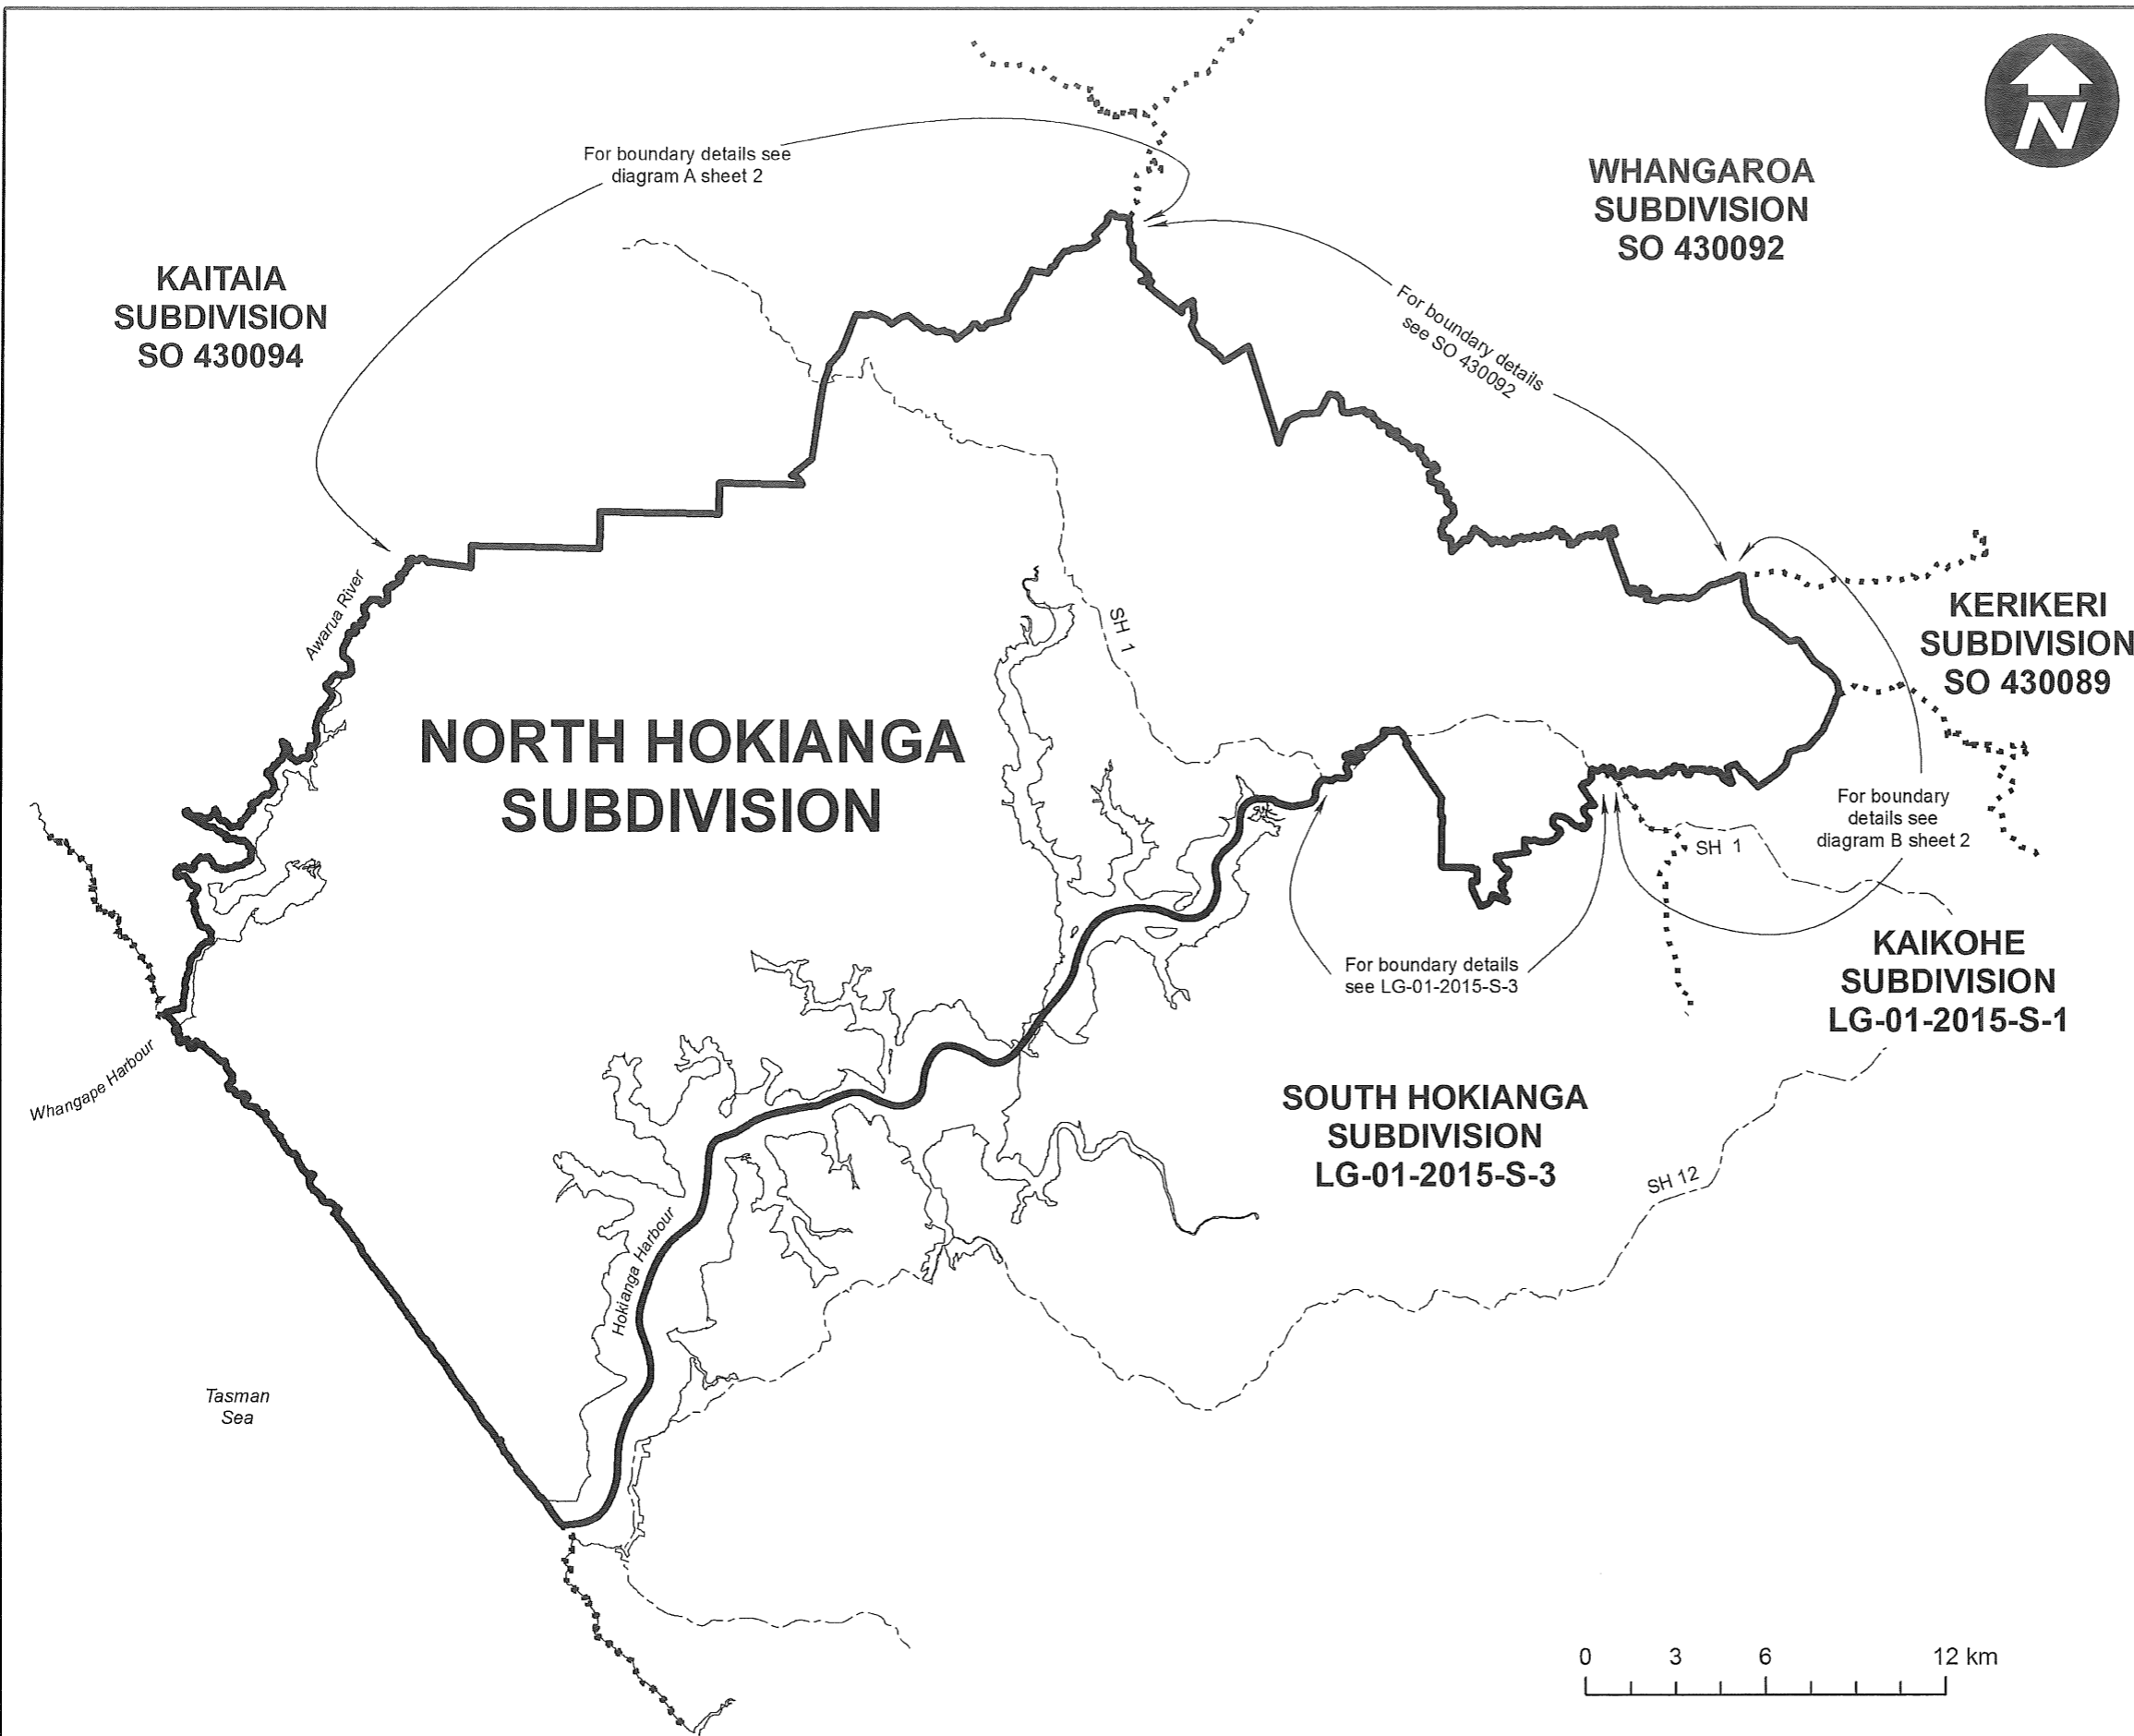 N
For boundary details see
diagram A sheet 2
WHANGAROA
SUBDIVISION
SO 430092
KAITAIA
SUBDIVISION
SO 430094
For boundary details
see SO 430092
Awarua River
SH 1
KERIKERI
SUBDIVISION
SO 430089
NORTH HOKIANGA
SUBDIVISION
For boundary
details see
diagram B sheet 2
SH 1
For boundary details
see LG-01-2015-S-3
KAIKOHE
SUBDIVISION
LG-01-2015-S-1
Whangape Harbour
SOUTH HOKIANGA
SUBDIVISION
LG-01-2015-S-3
SH 12
Hokianga Harbour
Tasman
Sea
0 3 6 12 km